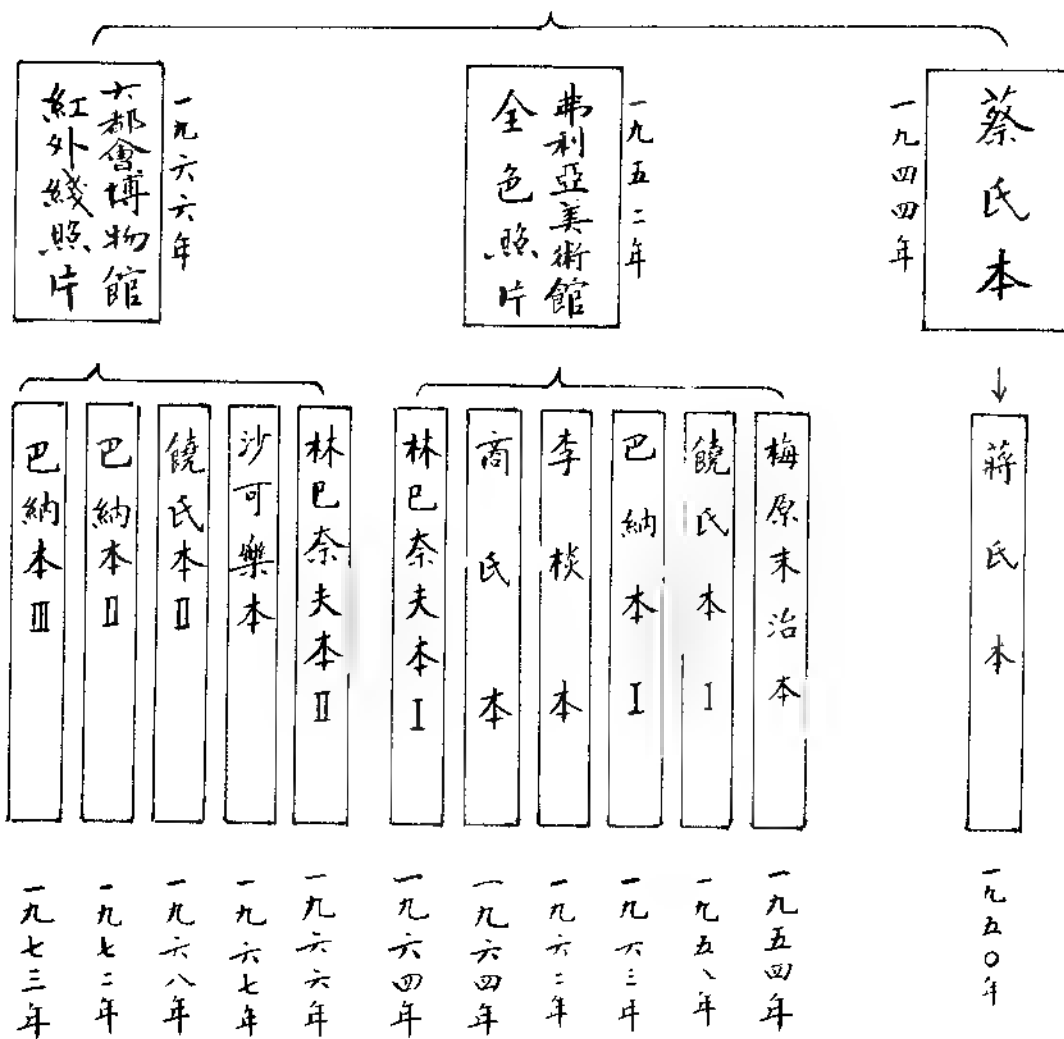 蔡氏本
一九四四年
一九五二年
弗利亞美術館
全色照片
一九六六年
大都會博物館
紅外綫照片
蔣氏本
梅原末治本
饒氏本I
巴納本I
李棪本
商氏本
林巴奈夫本I
林巴奈夫本II
沙可樂本
饒氏本II
巴納本II
巴納本III
一九五〇年
一九五四年
一九五八年
一九六三年
一九六二年
一九六四年
一九六四年
一九六六年
一九六七年
一九六八年
一九七二年
一九七三年